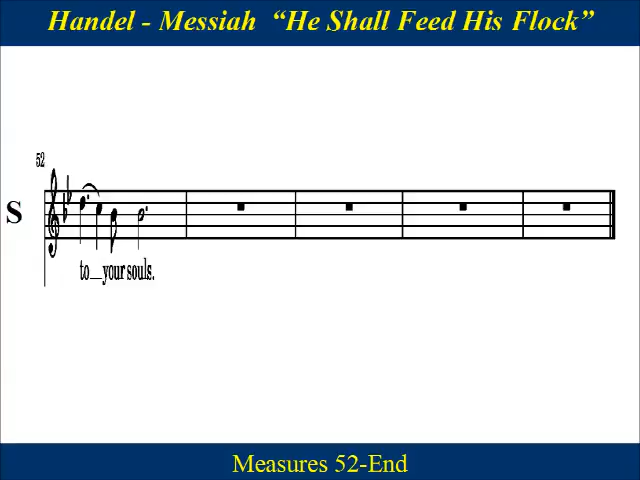 Handel - Messiah “He Shall Feed His Flock”
52
S
to__your souls.
Measures 52-End